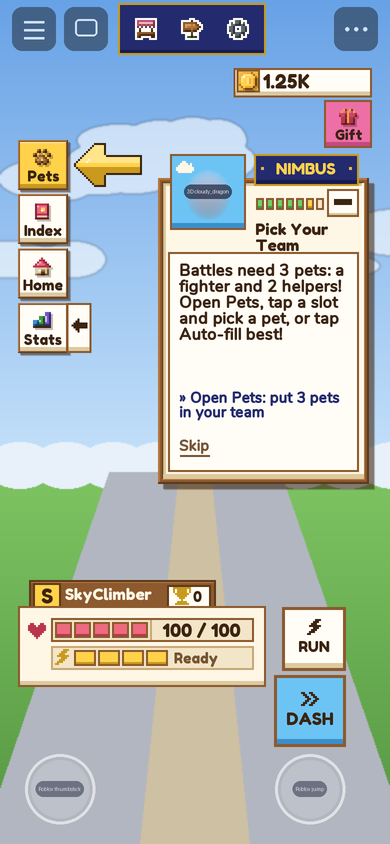 1.25K
Gift
Pets
Index
Home
Stats
3D cloudy_dragon
NIMBUS
Pick Your
Team
Battles need 3 pets: a
fighter and 2 helpers!
Open Pets, tap a slot
and pick a pet, or tap
Auto-fill best!
» Open Pets: put 3 pets
in your team
Skip
S SkyClimber 0
100 / 100
Ready
RUN
DASH
Roblox thumbstick
Roblox jump